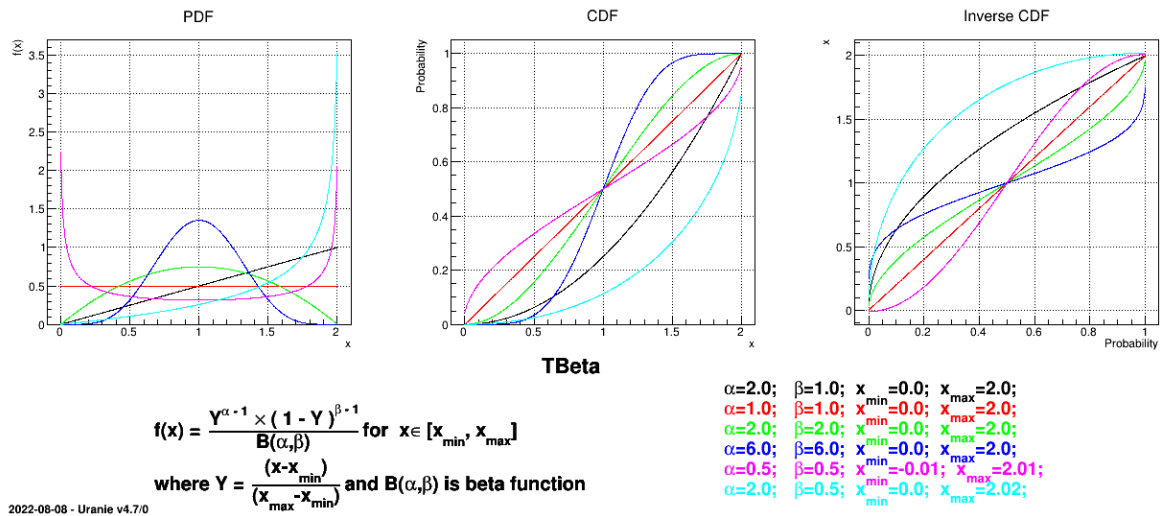 PDF
CDF
Inverse CDF
f(x)
3.5
3
2.5
2
1.5
1
0.5
0
0 0.5 1 1.5 2
x
Probability
1
0.8
0.6
0.4
0.2
0
0 0.5 1 1.5 2
x
x
2
1.5
1
0.5
0
0 0.2 0.4 0.6 0.8 1
Probability
TBeta
f(x) = Y^(α - 1) × ( 1 - Y )^(β - 1) / B(α,β) for x∈ [x_min, x_max]
where Y = (x-x_min) / (x_max-x_min) and B(α,β) is beta function
α=2.0; β=1.0; x_min=0.0; x_max=2.0;
α=1.0; β=1.0; x_min=0.0; x_max=2.0;
α=2.0; β=2.0; x_min=0.0; x_max=2.0;
α=6.0; β=6.0; x_min=0.0; x_max=2.0;
α=0.5; β=0.5; x_min=-0.01; x_max=2.01;
α=2.0; β=0.5; x_min=0.0; x_max=2.02;
2022-08-08 - Uranie v4.7/0